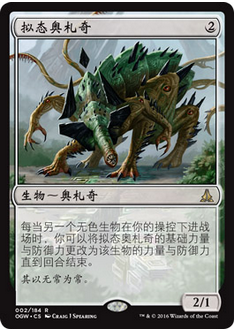 拟态奥札奇 2
生物~奥札奇
每当另一个无色生物在你的操控下进战
场时，你可以将拟态奥札奇的基础力量
与防御力更改为该生物的力量与防御力
直到回合结束。
其以无常为常。
2/1
002/184 R
OGW • CS CRAIG J SPEARING
™ & © 2016 Wizards of the Coast